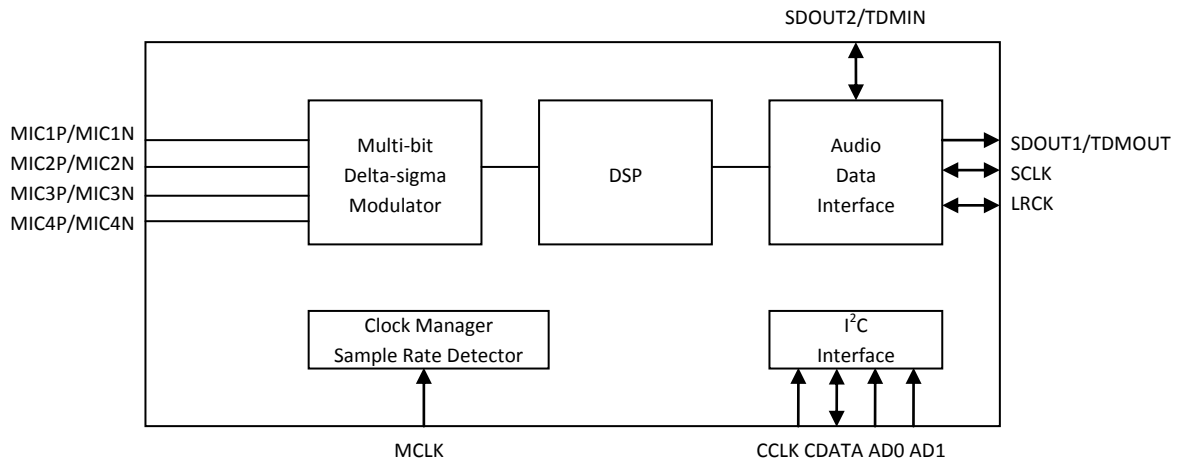 SDOUT2/TDMIN
MIC1P/MIC1N
MIC2P/MIC2N
MIC3P/MIC3N
MIC4P/MIC4N
Multi-bit
Delta-sigma
Modulator
DSP
Audio
Data
Interface
SDOUT1/TDMOUT
SCLK
LRCK
Clock Manager
Sample Rate Detector
I²C
Interface
MCLK
CCLK CDATA AD0 AD1